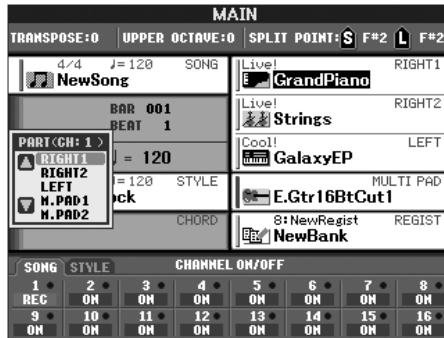 MAIN
TRANSPOSE:0 UPPER OCTAVE:0 SPLIT POINT: S F#2 L F#2
4/4 ♩=120 SONG
NewSong
Live! RIGHT1
GrandPiano
BAR 001
BEAT 1
Live! RIGHT2
Strings
PART(CH: 1 )
RIGHT1
RIGHT2
LEFT
M.PAD1
M.PAD2
♩ = 120
Cool! LEFT
GalaxyEP
=120 STYLE
ck
MULTI PAD
E.Gtr16BtCut1
CHORD
8:NewRegist REGIST
NewBank
SONG STYLE CHANNEL ON/OFF
1 2 3 4 5 6 7 8
REC ON ON ON ON ON ON ON
9 10 11 12 13 14 15 16
ON ON ON ON ON ON ON ON